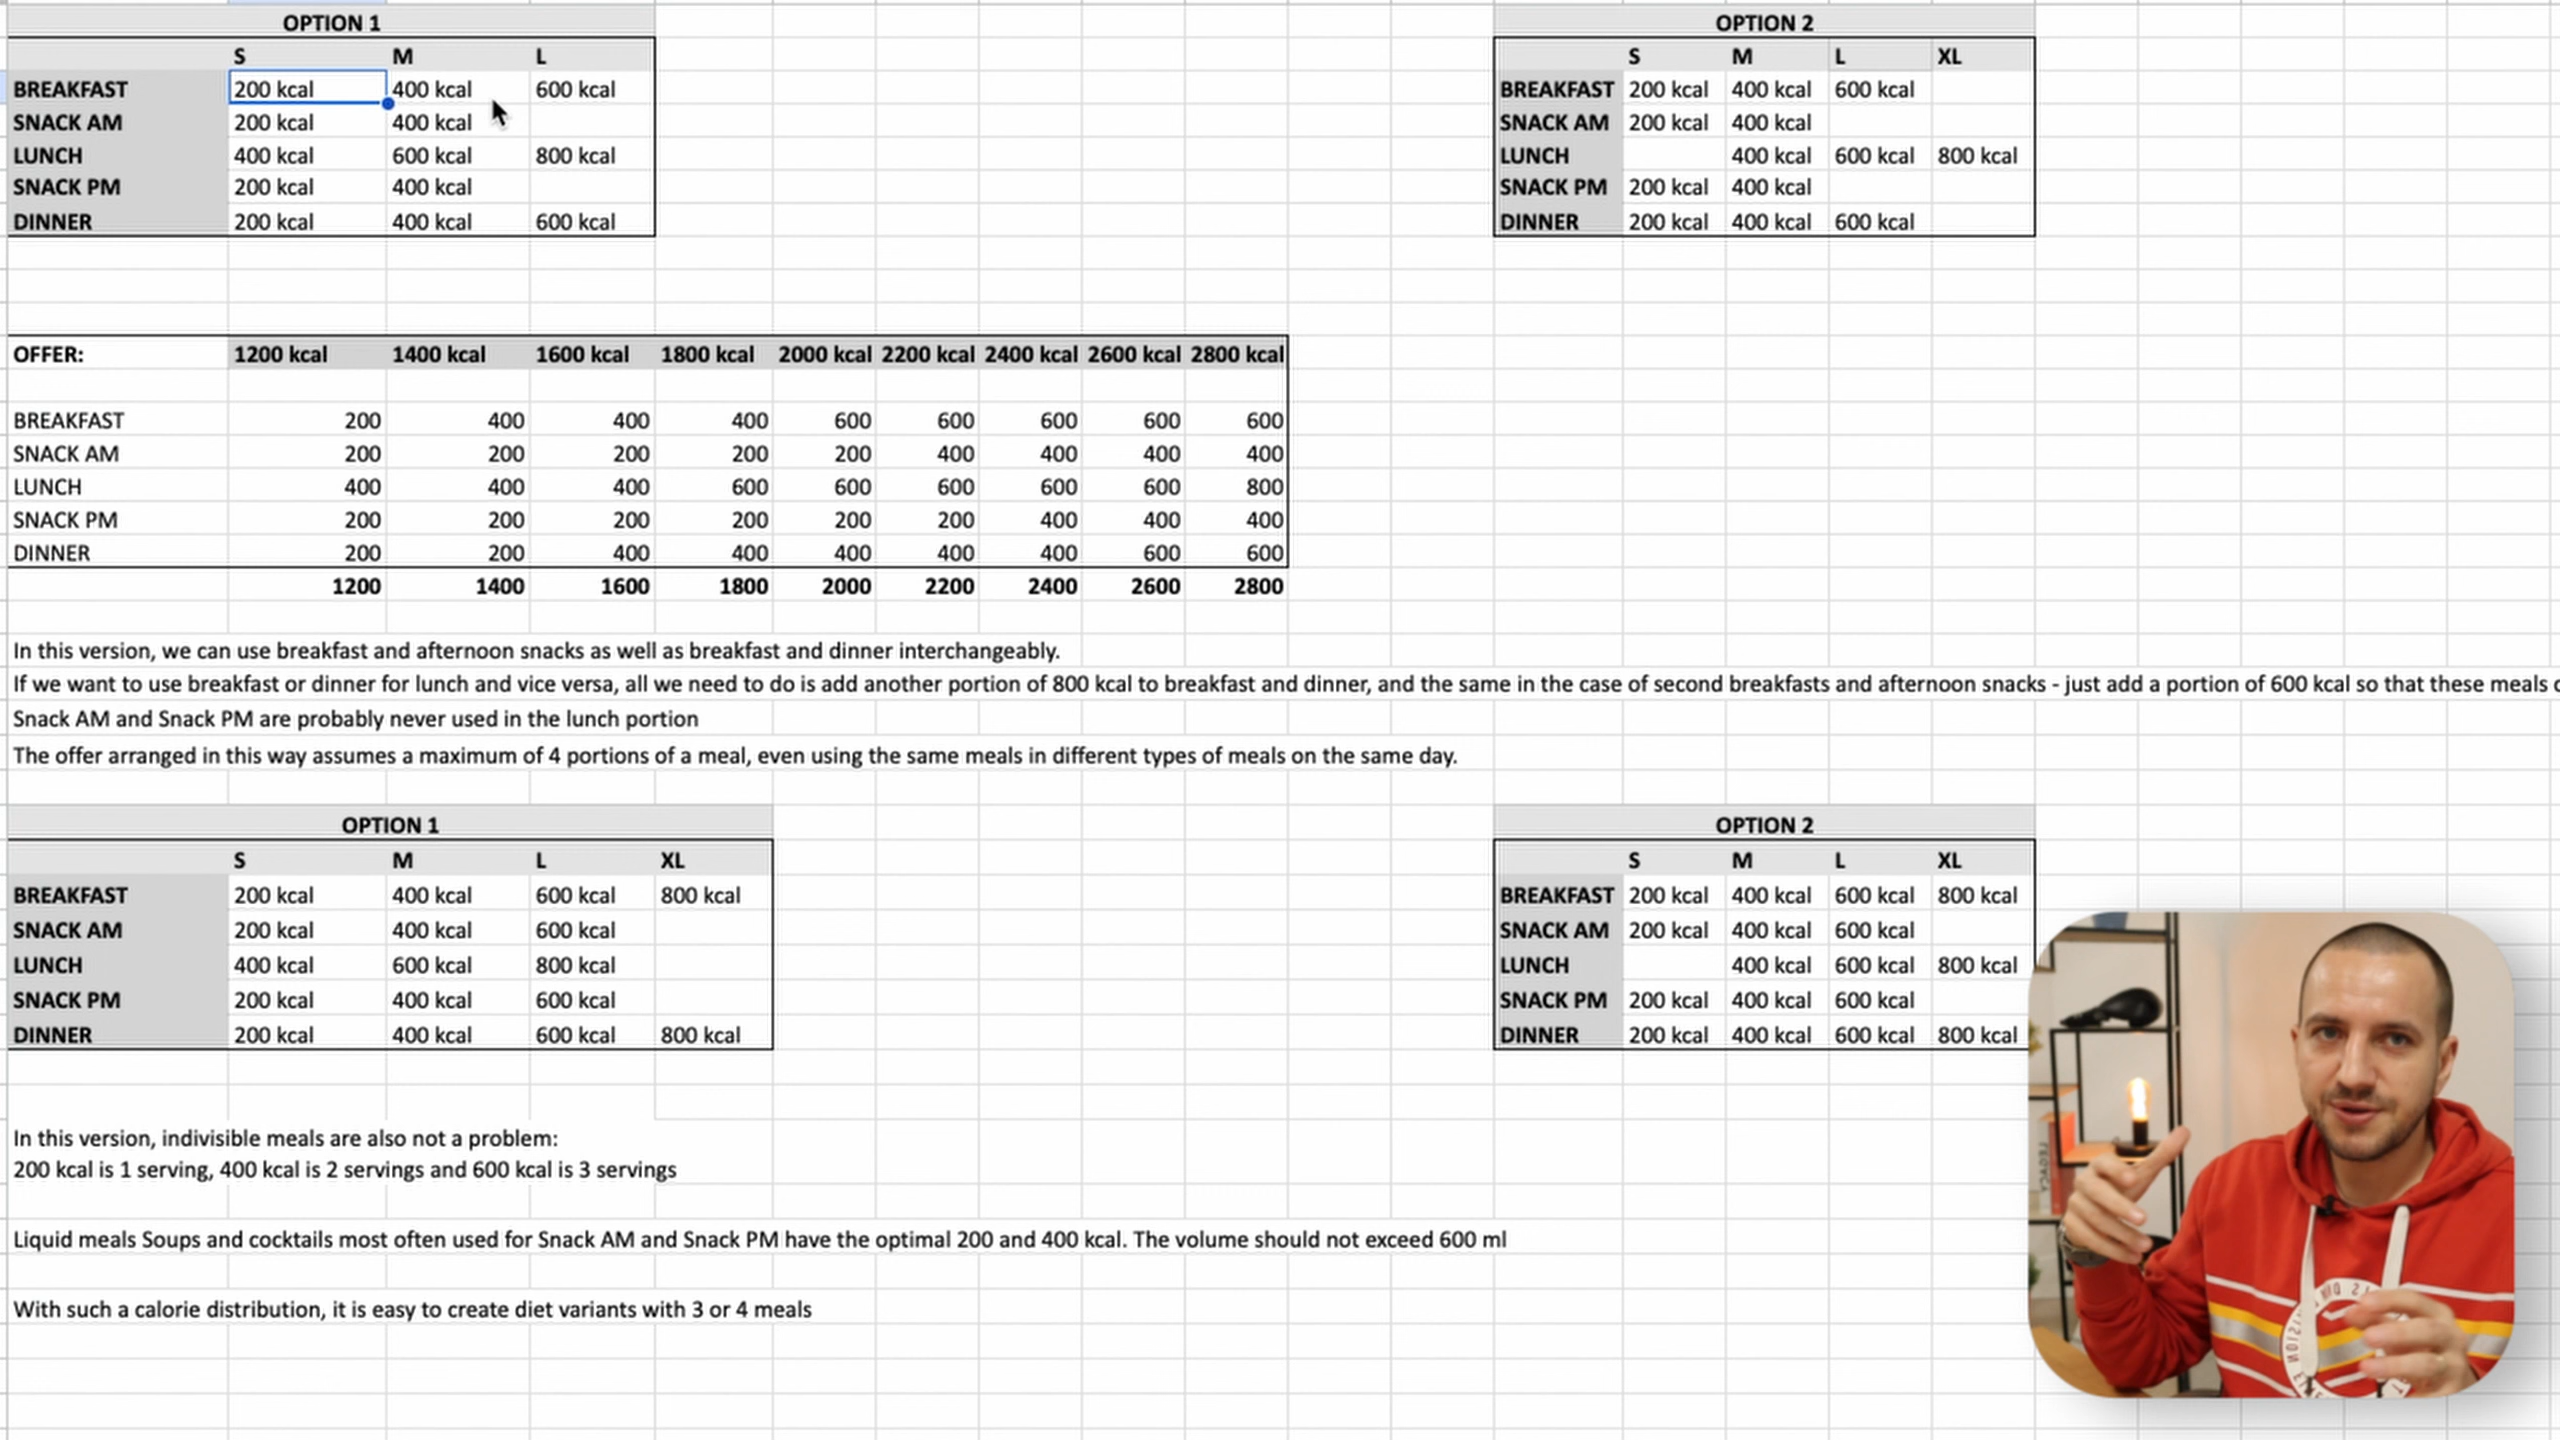 OPTION 1
S M L
BREAKFAST 200 kcal 400 kcal 600 kcal
SNACK AM 200 kcal 400 kcal
LUNCH 400 kcal 600 kcal 800 kcal
SNACK PM 200 kcal 400 kcal
DINNER 200 kcal 400 kcal 600 kcal
OPTION 2
S M L XL
BREAKFAST 200 kcal 400 kcal 600 kcal
SNACK AM 200 kcal 400 kcal
LUNCH 400 kcal 600 kcal 800 kcal
SNACK PM 200 kcal 400 kcal
DINNER 200 kcal 400 kcal 600 kcal
OFFER: 1200 kcal 1400 kcal 1600 kcal 1800 kcal 2000 kcal 2200 kcal 2400 kcal 2600 kcal 2800 kcal
BREAKFAST 200 400 400 400 600 600 600 600 600
SNACK AM 200 200 200 200 200 400 400 400 400
LUNCH 400 400 400 600 600 600 600 600 800
SNACK PM 200 200 200 200 200 200 400 400 400
DINNER 200 200 400 400 400 400 400 600 600
1200 1400 1600 1800 2000 2200 2400 2600 2800
In this version, we can use breakfast and afternoon snacks as well as breakfast and dinner interchangeably.
If we want to use breakfast or dinner for lunch and vice versa, all we need to do is add another portion of 800 kcal to breakfast and dinner, and the same in the case of second breakfasts and afternoon snacks - just add a portion of 600 kcal so that these meals
Snack AM and Snack PM are probably never used in the lunch portion
The offer arranged in this way assumes a maximum of 4 portions of a meal, even using the same meals in different types of meals on the same day.
OPTION 1
S M L XL
BREAKFAST 200 kcal 400 kcal 600 kcal 800 kcal
SNACK AM 200 kcal 400 kcal 600 kcal
LUNCH 400 kcal 600 kcal 800 kcal
SNACK PM 200 kcal 400 kcal 600 kcal
DINNER 200 kcal 400 kcal 600 kcal 800 kcal
OPTION 2
S M L XL
BREAKFAST 200 kcal 400 kcal 600 kcal 800 kcal
SNACK AM 200 kcal 400 kcal 600 kcal
LUNCH 400 kcal 600 kcal 800 kcal
SNACK PM 200 kcal 400 kcal 600 kcal
DINNER 200 kcal 400 kcal 600 kcal 800 kcal
In this version, indivisible meals are also not a problem:
200 kcal is 1 serving, 400 kcal is 2 servings and 600 kcal is 3 servings
Liquid meals Soups and cocktails most often used for Snack AM and Snack PM have the optimal 200 and 400 kcal. The volume should not exceed 600 ml
With such a calorie distribution, it is easy to create diet variants with 3 or 4 meals